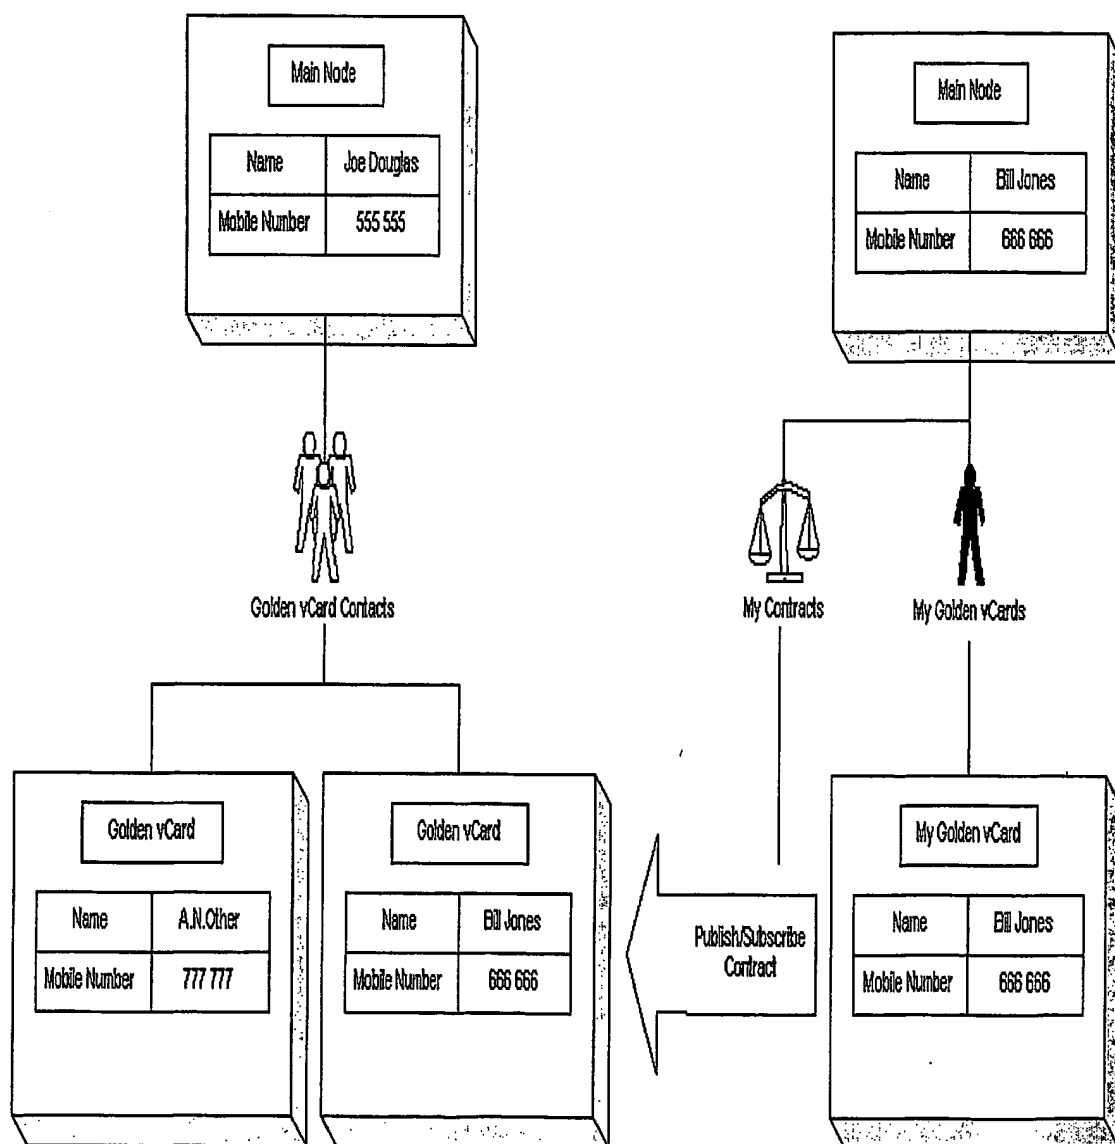 Main Node
Name Joe Douglas
Mobile Number 555 555
Main Node
Name Bill Jones
Mobile Number 666 666
Golden vCard Contacts
My Contracts
My Golden vCards
Golden vCard
Name A.N.Other
Mobile Number 777 777
Golden vCard
Name Bill Jones
Mobile Number 666 666
Publish/Subscribe
Contract
My Golden vCard
Name Bill Jones
Mobile Number 666 666